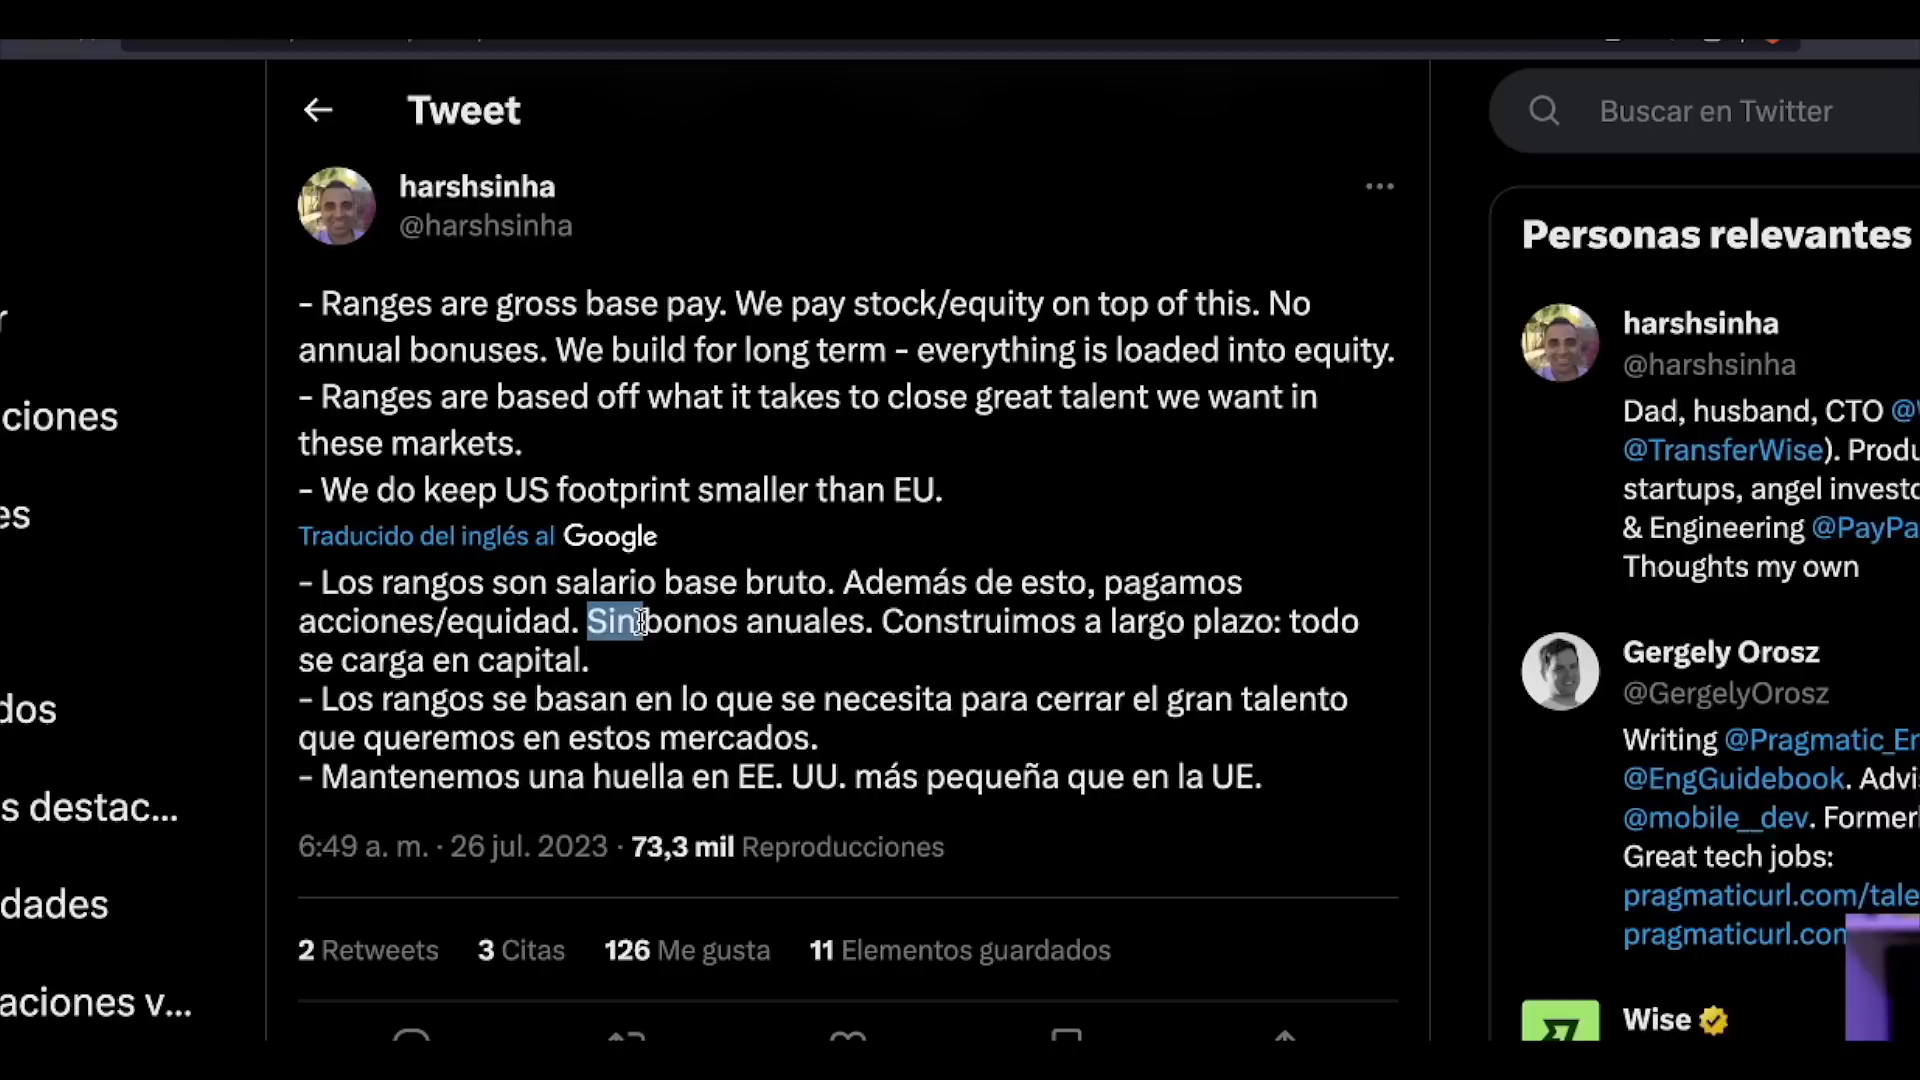 Tweet
Buscar en Twitter
harshsinha
@harshsinha
- Ranges are gross base pay. We pay stock/equity on top of this. No
annual bonuses. We build for long term - everything is loaded into equity.
- Ranges are based off what it takes to close great talent we want in
these markets.
- We do keep US footprint smaller than EU.
Traducido del inglés al Google
- Los rangos son salario base bruto. Además de esto, pagamos
acciones/equidad. Sin bonos anuales. Construimos a largo plazo: todo
se carga en capital.
- Los rangos se basan en lo que se necesita para cerrar el gran talento
que queremos en estos mercados.
- Mantenemos una huella en EE. UU. más pequeña que en la UE.
6:49 a. m. · 26 jul. 2023 · 73,3 mil Reproducciones
2 Retweets 3 Citas 126 Me gusta 11 Elementos guardados
r
ciones
es
dos
s destac...
dades
aciones v...
Personas relevantes
harshsinha
@harshsinha
Dad, husband, CTO @
@TransferWise). Produ
startups, angel investo
& Engineering @PayPa
Thoughts my own
Gergely Orosz
@GergelyOrosz
Writing @Pragmatic_Er
@EngGuidebook. Advis
@mobile__dev. Former
Great tech jobs:
pragmaticurl.com/tale
pragmaticurl.con
Wise